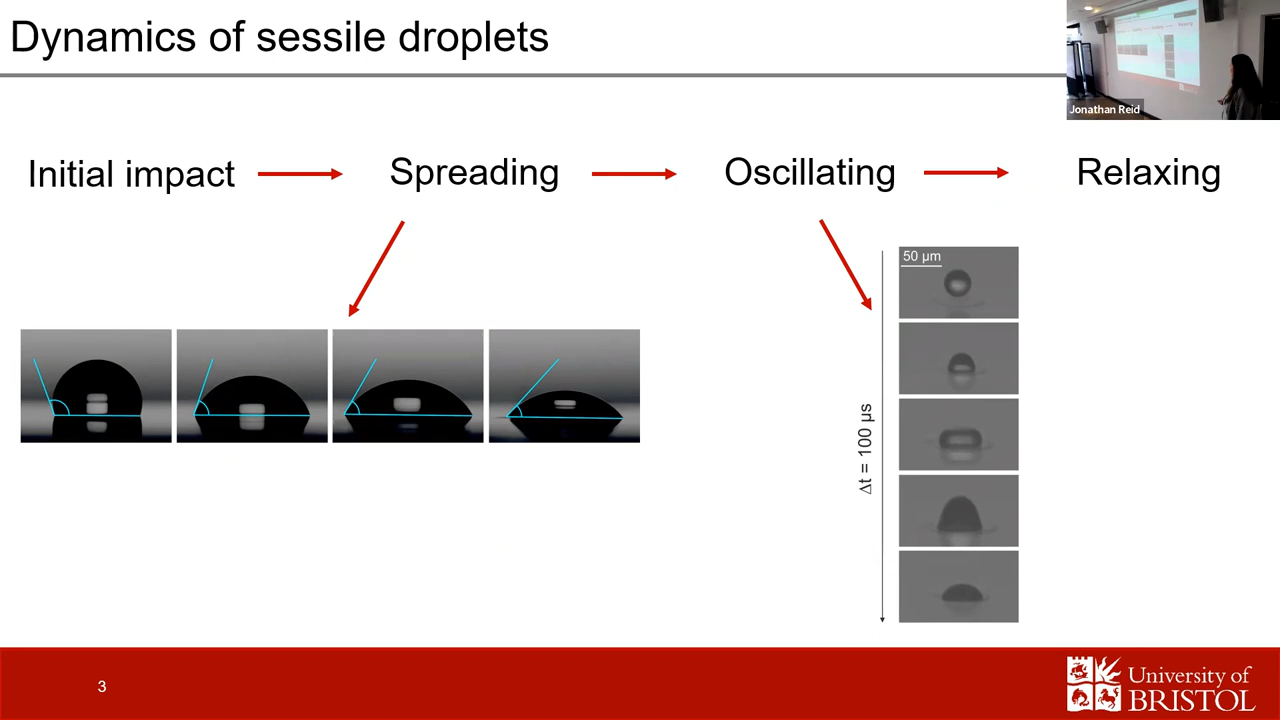 Dynamics of sessile droplets
Jonathan Reid
Initial impact
Spreading
Oscillating
Relaxing
50 µm
Δt = 100 µs
3
University of
BRISTOL